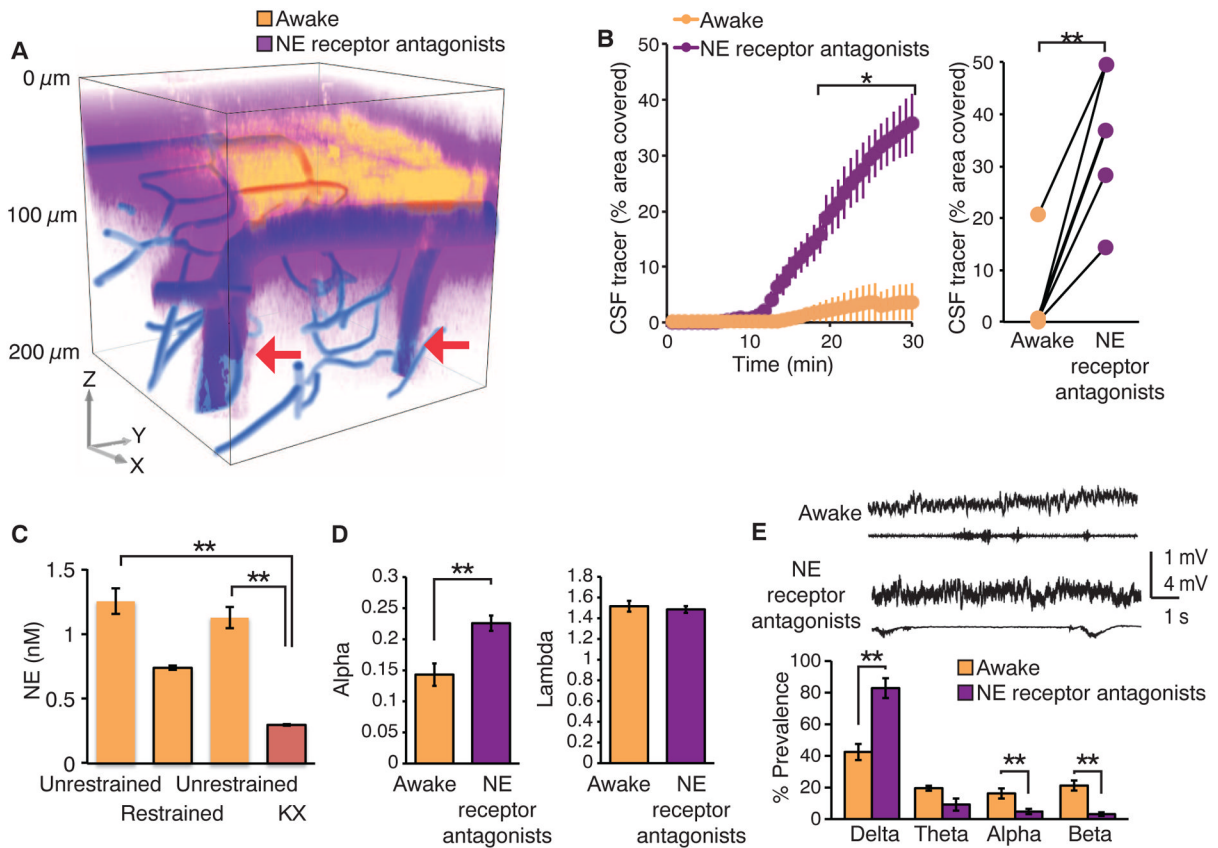 A
Awake
NE receptor antagonists
0 µm
100 µm
200 µm
Z
Y
X
B
Awake
NE receptor antagonists
CSF tracer (% area covered)
50
40
30
20
10
0
*
0
10
20
30
Time (min)
CSF tracer (% area covered)
50
40
30
20
10
0
**
Awake
NE
receptor
antagonists
C
NE (nM)
1.5
1
0.5
0
**
**
Unrestrained
Restrained
Unrestrained
KX
D
Alpha
0.3
0.25
0.2
0.15
0.1
0.05
0
**
Awake
NE
receptor
antagonists
Lambda
1.8
1.6
1.4
1.2
1
0.8
0.6
0.4
0.2
0
Awake
NE
receptor
antagonists
E
Awake
NE
receptor
antagonists
1 mV
4 mV
1 s
Awake
NE receptor antagonists
% Prevalence
100
80
60
40
20
0
**
**
**
Delta
Theta
Alpha
Beta